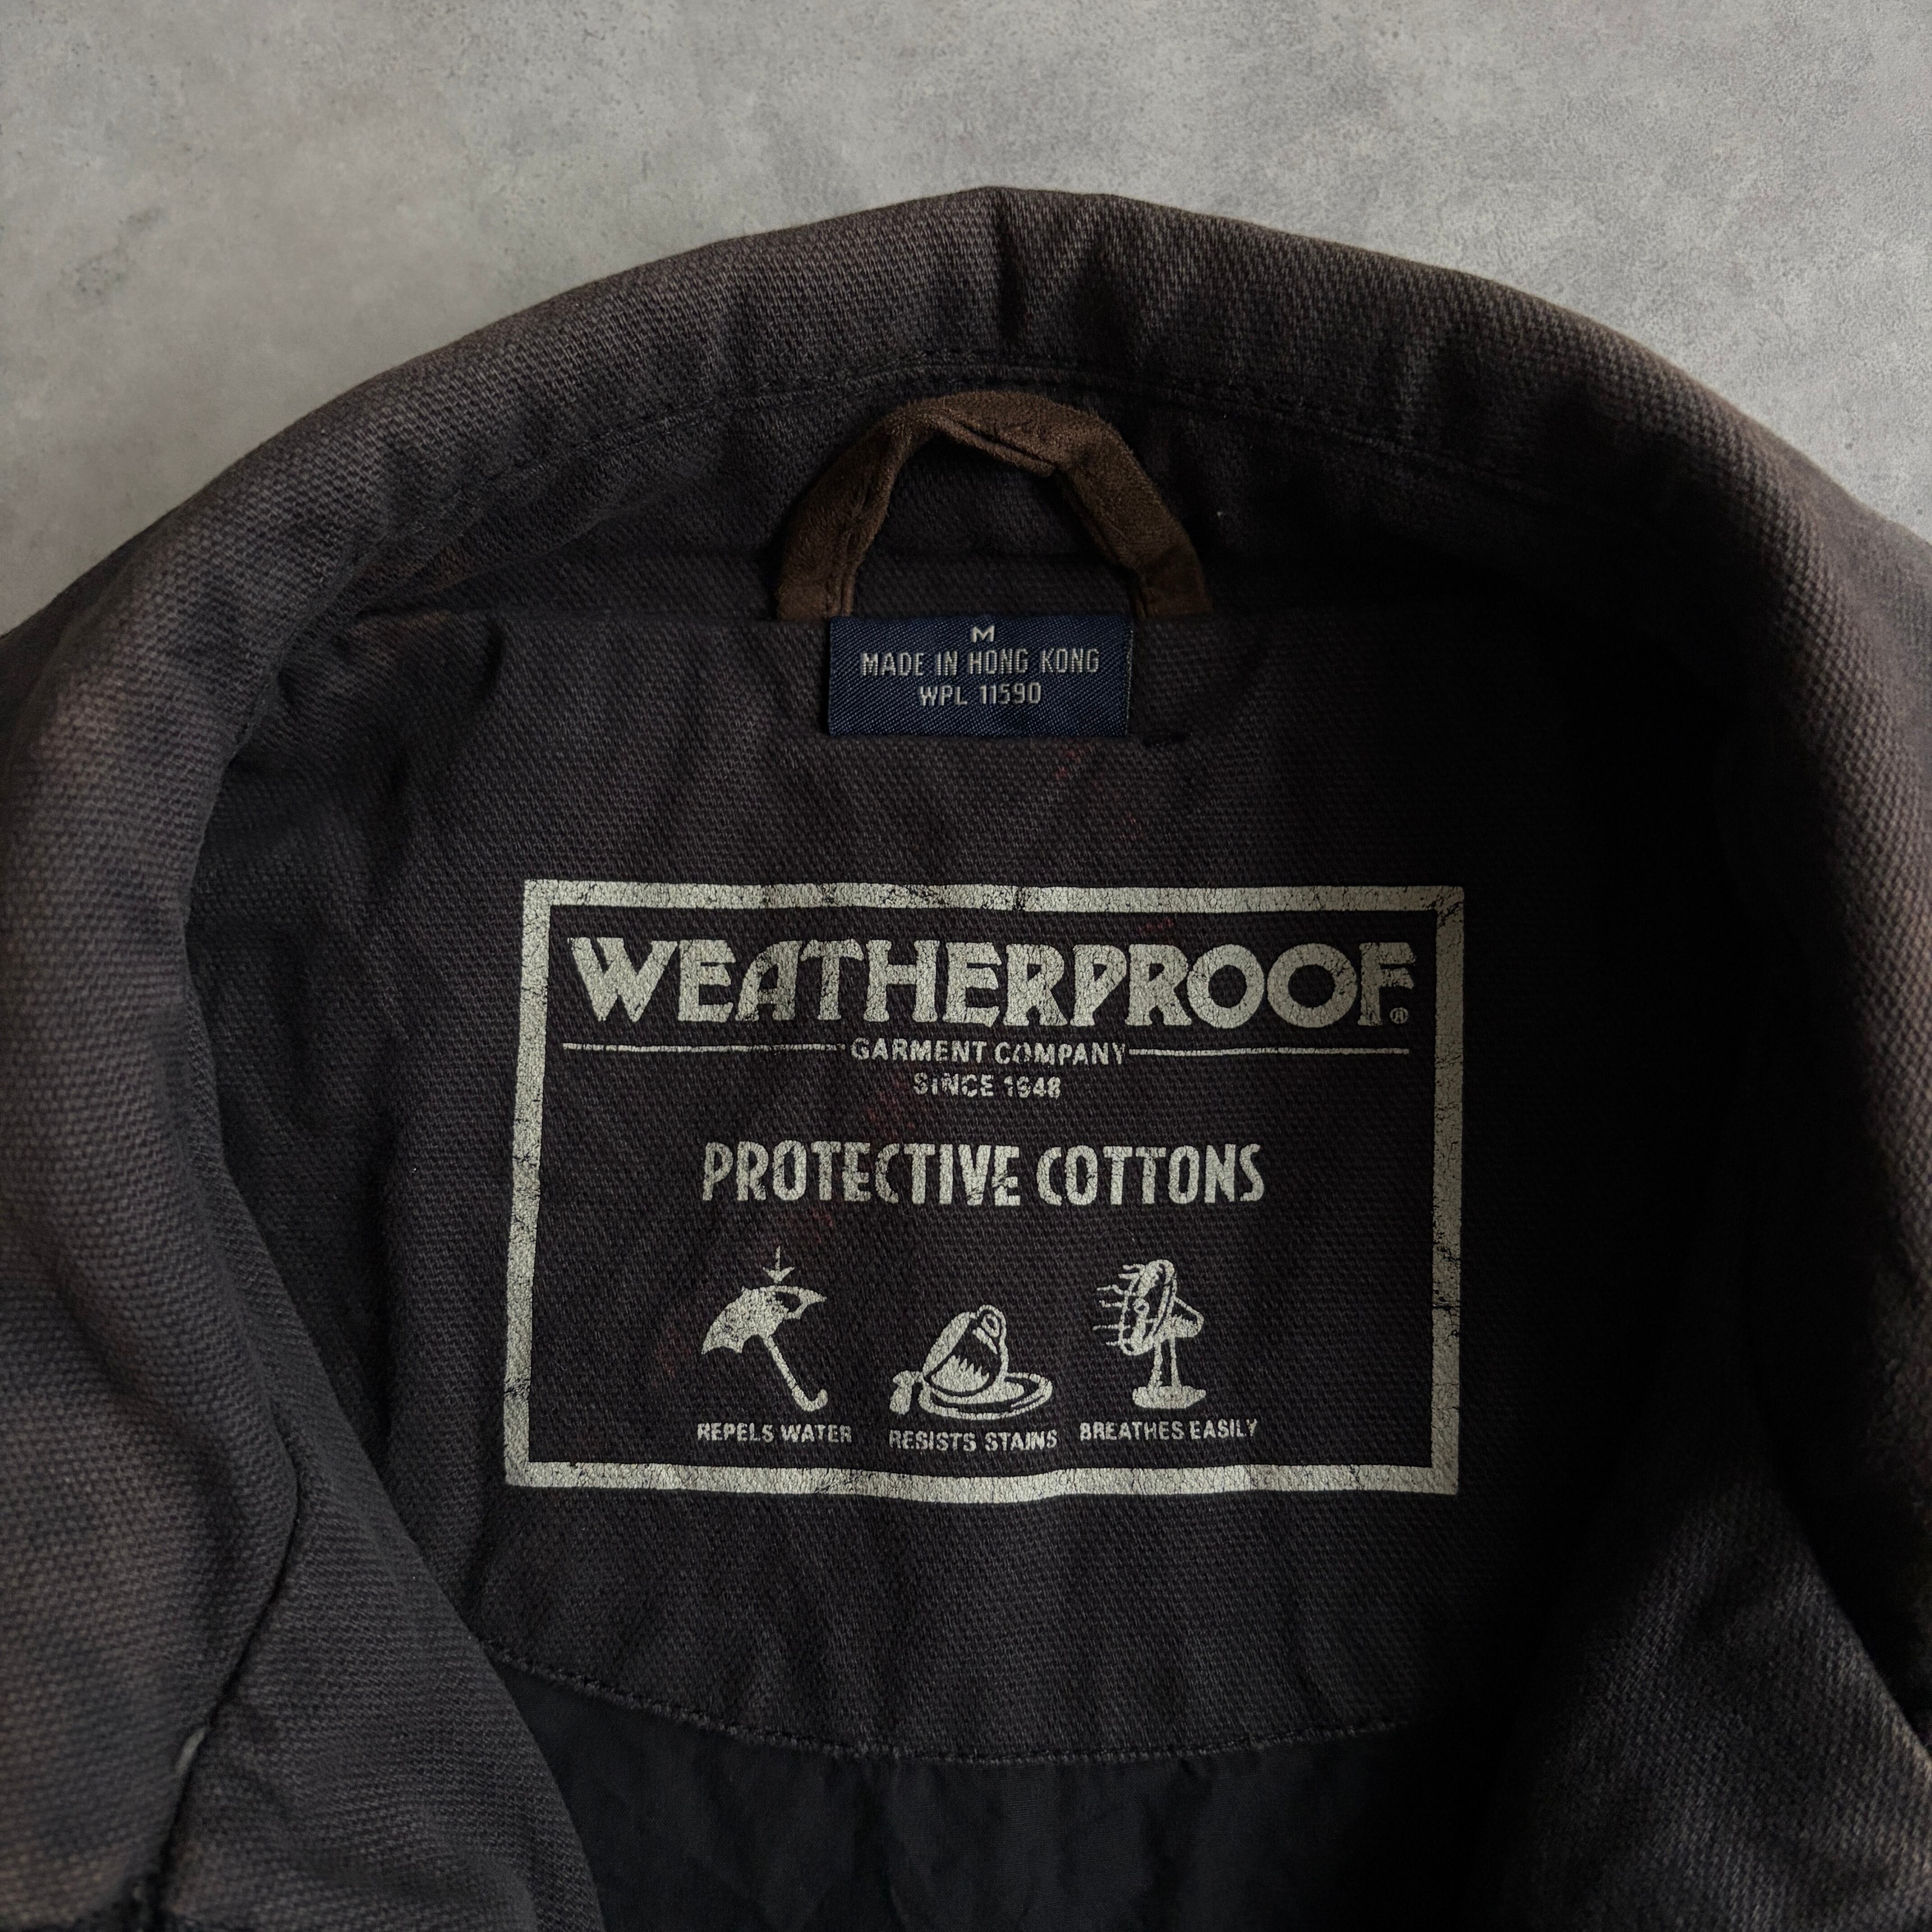 M
MADE IN HONG KONG
WPL 11590
WEATHERPROOF®
GARMENT COMPANY
SINCE 1948
PROTECTIVE COTTONS
REPELS WATER
RESISTS STAINS
BREATHES EASILY